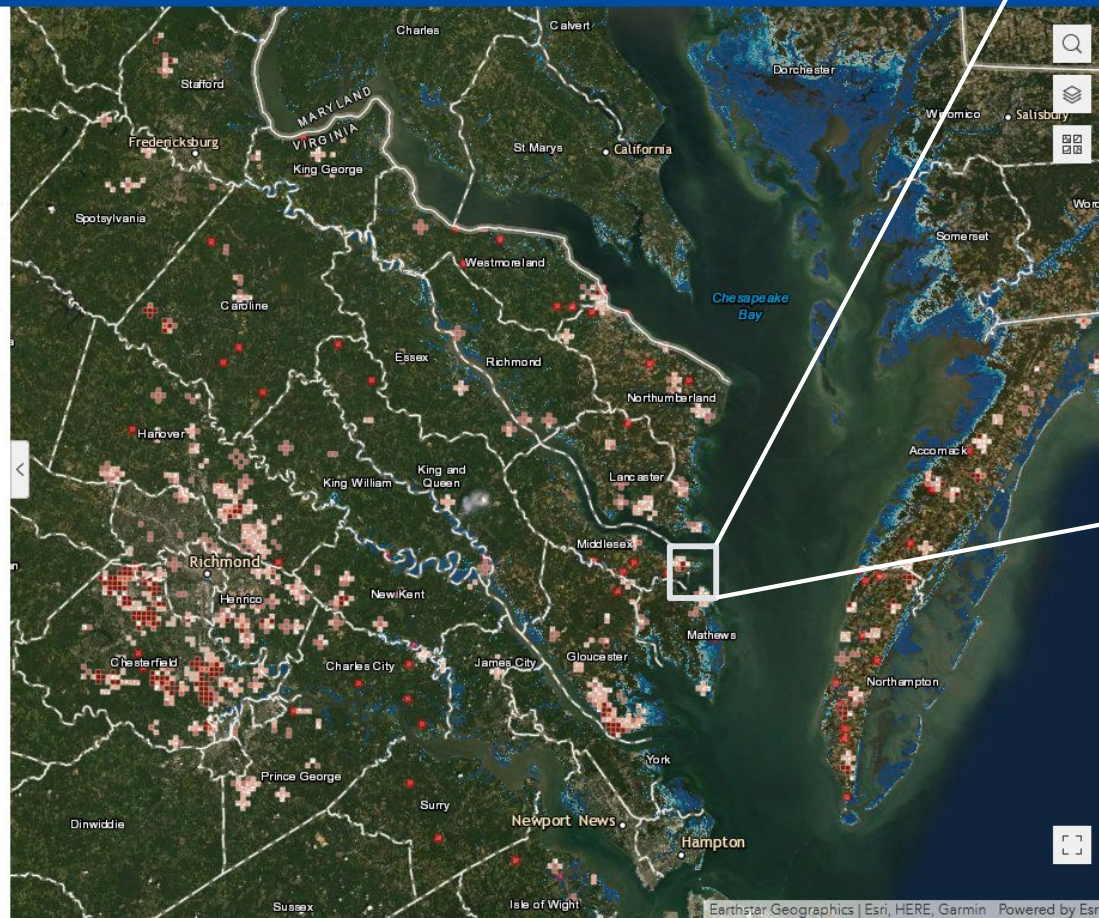 Charles
Calvert
Stafford
Dorchester
MARYLAND
VIRGINIA
Wicomico
Salisbury
Fredericksburg
St Marys
California
King George
Spotsylvania
Somerset
Westmoreland
Caroline
Chesapeake
Bay
Essex
Richmond
Northumberland
Hanover
Accomack
King and
Queen
King William
Lancaster
Middlesex
Richmond
Henrico
New Kent
Mathews
Chesterfield
Charles City
James City
Gloucester
Northampton
York
Prince George
Surry
Dinwiddie
Newport News
Hampton
Sussex
Isle of Wight
Earthstar Geographics | Esri, HERE, Garmin Powered by Esri